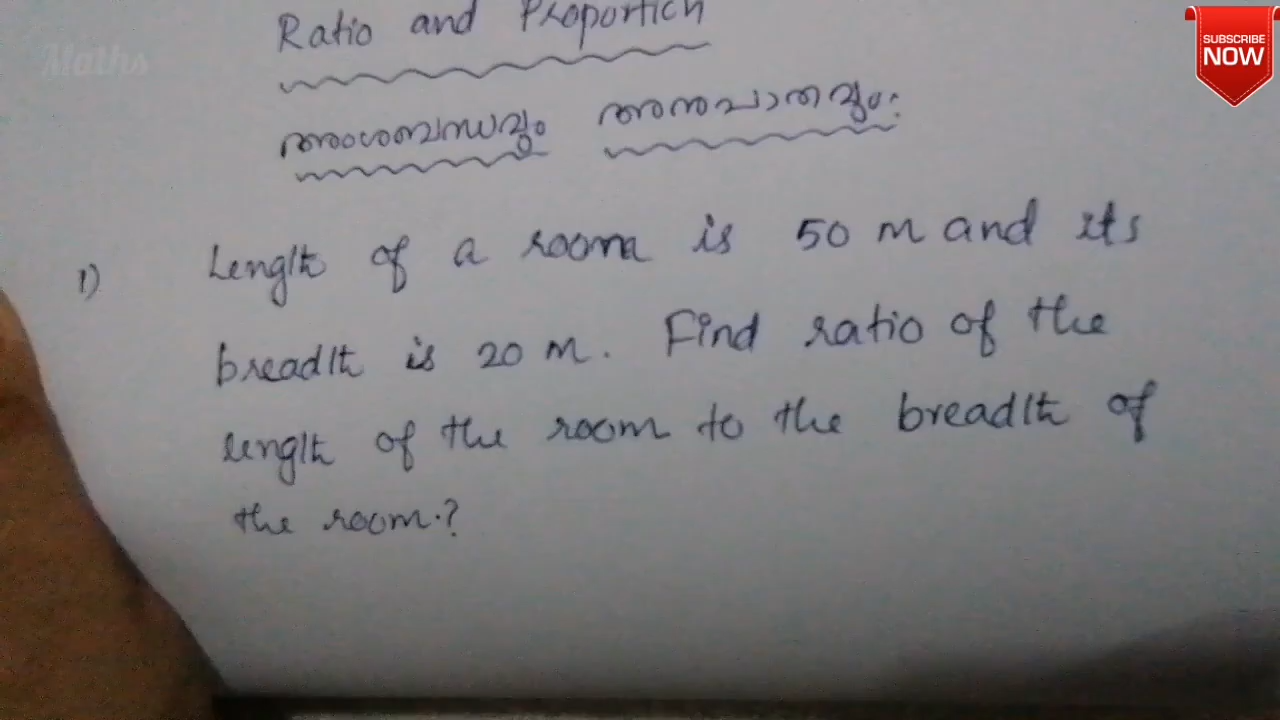 Maths
SUBSCRIBE
NOW
Ratio and Proportion
അംശബന്ധവും അനുപാതവും:
1) Length of a room is 50 m and its
breadth is 20 m. Find ratio of the
length of the room to the breadth of
the room.?